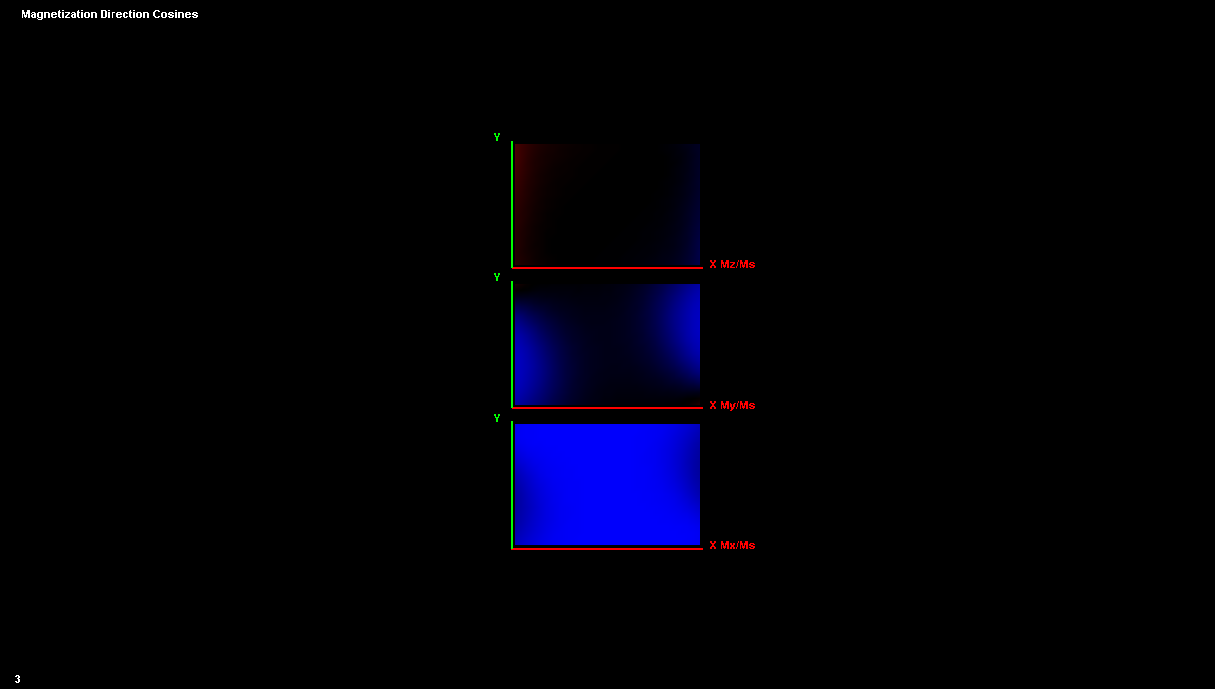 Magnetization Direction Cosines
Y
X Mz/Ms
Y
X My/Ms
Y
X Mx/Ms
3